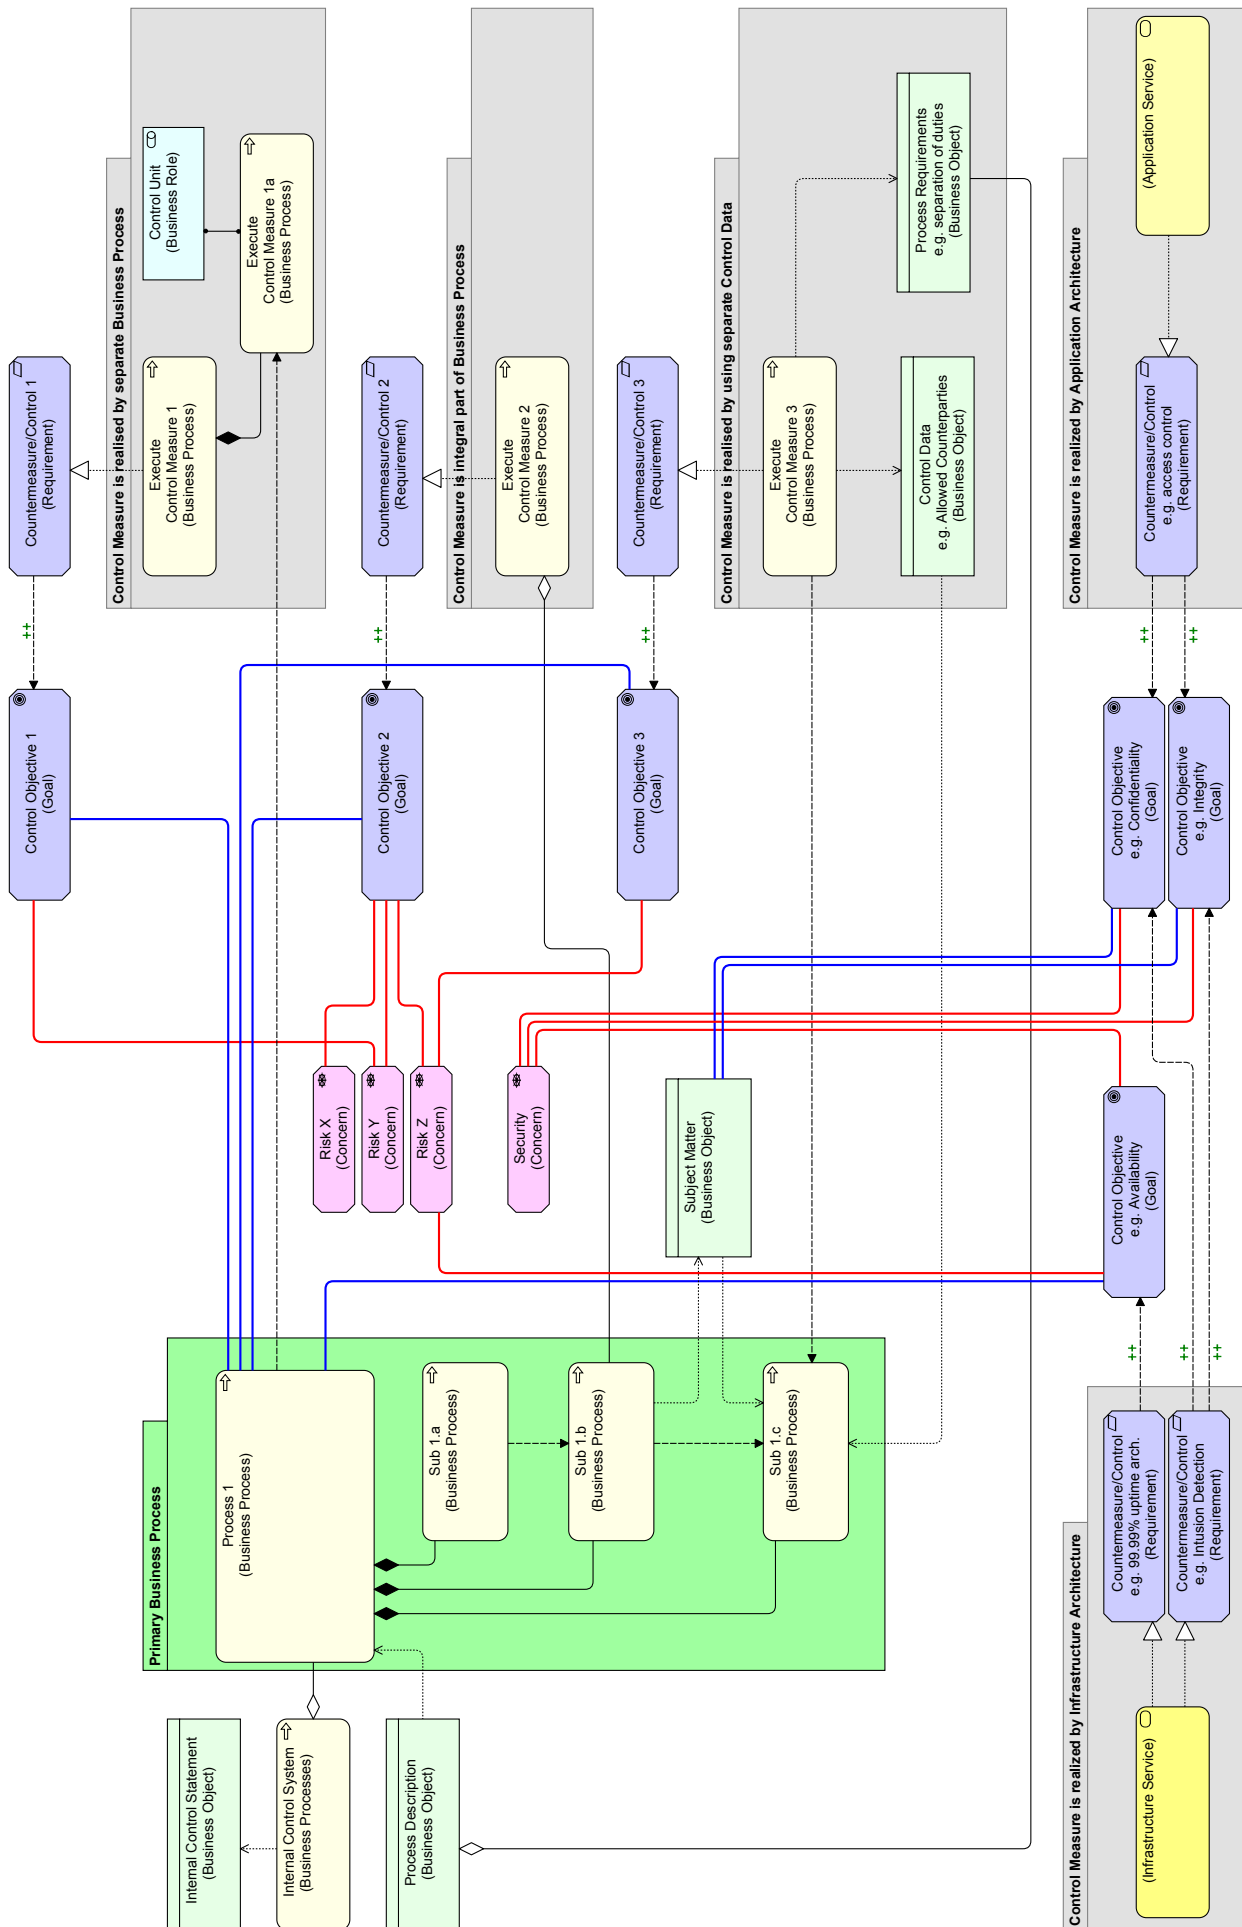 Internal Control Statement
(Business Object)
Internal Control System
(Business Processes)
Process Description
(Business Object)
Primary Business Process
Process 1
(Business Process)
Sub 1.a
(Business Process)
Sub 1.b
(Business Process)
Sub 1.c
(Business Process)
Risk X
(Concern)
Risk Y
(Concern)
Risk Z
(Concern)
Security
(Concern)
Subject Matter
(Business Object)
Control Objective 1
(Goal)
Control Objective 2
(Goal)
Control Objective 3
(Goal)
++
++
++
Countermeasure/Control 1
(Requirement)
Control Measure is realised by separate Business Process
Execute
Control Measure 1
(Business Process)
Control Unit
(Business Role)
Execute
Control Measure 1a
(Business Process)
Countermeasure/Control 2
(Requirement)
Control Measure is integral part of Business Process
Execute
Control Measure 2
(Business Process)
Countermeasure/Control 3
(Requirement)
Control Measure is realised by using separate Control Data
Execute
Control Measure 3
(Business Process)
Control Data
e.g. Allowed Counterparties
(Business Object)
Process Requirements
e.g. separation of duties
(Business Object)
Control Measure is realized by Infrastructure Architecture
(Infrastructure Service)
Countermeasure/Control
e.g. 99.99% uptime arch.
(Requirement)
Countermeasure/Control
e.g. Intusion Detection
(Requirement)
++
++
++
Control Objective
e.g. Availability
(Goal)
Control Objective
e.g. Confidentiality
(Goal)
Control Objective
e.g. Integrity
(Goal)
++
++
Control Measure is realized by Application Architecture
Countermeasure/Control
e.g. access control
(Requirement)
(Application Service)